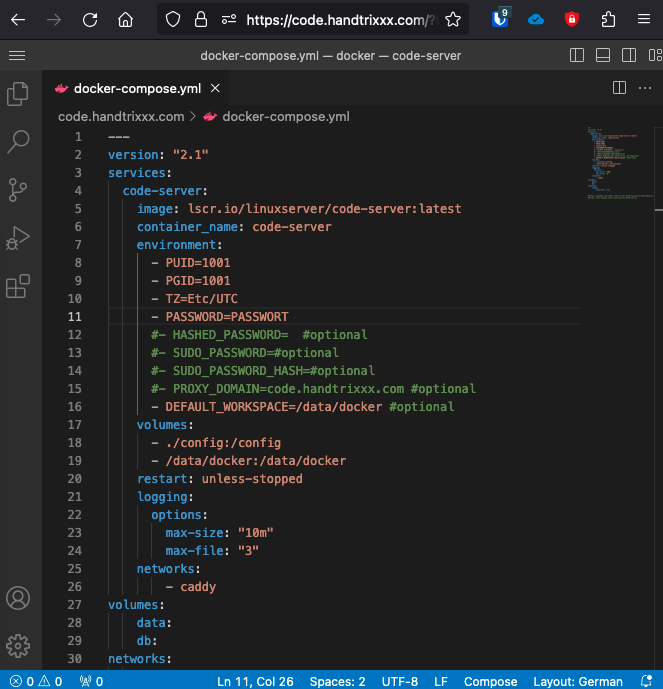 https://code.handtrixxx.com/?
9
docker-compose.yml — docker — code-server
docker-compose.yml
code.handtrixxx.com > docker-compose.yml
1 ---
2 version: "2.1"
3 services:
4 code-server:
5 image: lscr.io/linuxserver/code-server:latest
6 container_name: code-server
7 environment:
8 - PUID=1001
9 - PGID=1001
10 - TZ=Etc/UTC
11 - PASSWORD=PASSWORT
12 #- HASHED_PASSWORD=  #optional
13 #- SUDO_PASSWORD=#optional
14 #- SUDO_PASSWORD_HASH=#optional
15 #- PROXY_DOMAIN=code.handtrixxx.com #optional
16 - DEFAULT_WORKSPACE=/data/docker #optional
17 volumes:
18 - ./config:/config
19 - /data/docker:/data/docker
20 restart: unless-stopped
21 logging:
22 options:
23 max-size: "10m"
24 max-file: "3"
25 networks:
26 - caddy
27 volumes:
28 data:
29 db:
30 networks:
0 0 0 Ln 11, Col 26 Spaces: 2 UTF-8 LF Compose Layout: German